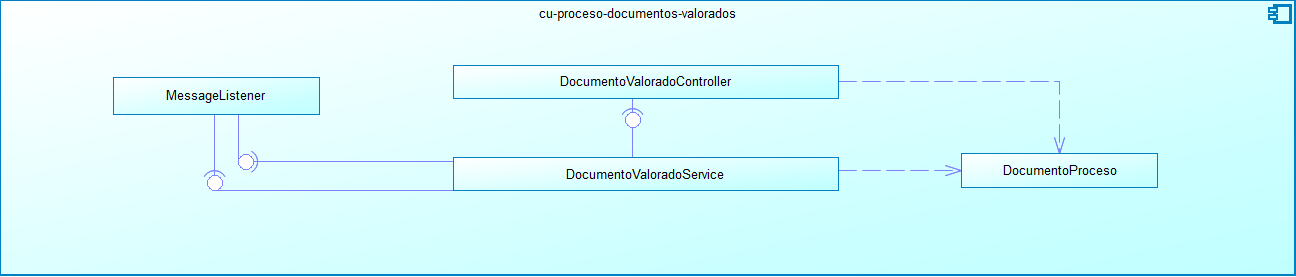 cu-proceso-documentos-valorados
MessageListener
DocumentoValoradoController
DocumentoValoradoService
DocumentoProceso